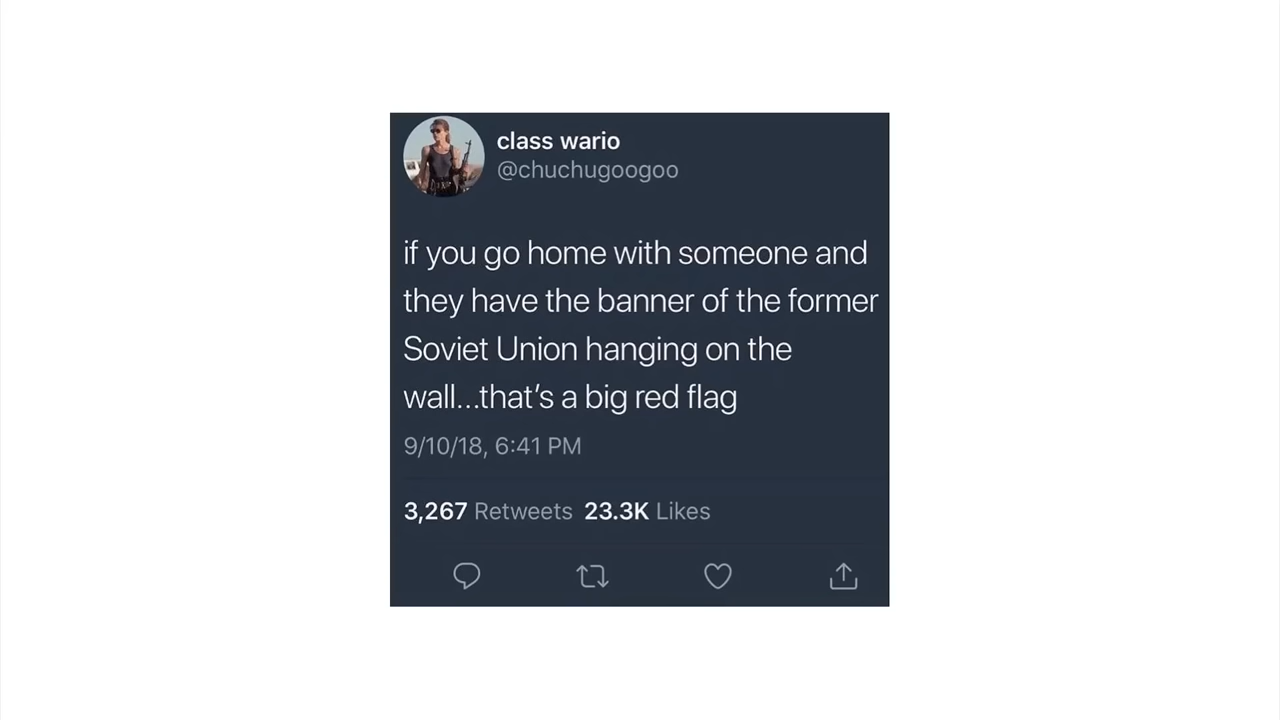 class wario
@chuchugoogoo
if you go home with someone and
they have the banner of the former
Soviet Union hanging on the
wall...that's a big red flag
9/10/18, 6:41 PM
3,267 Retweets 23.3K Likes